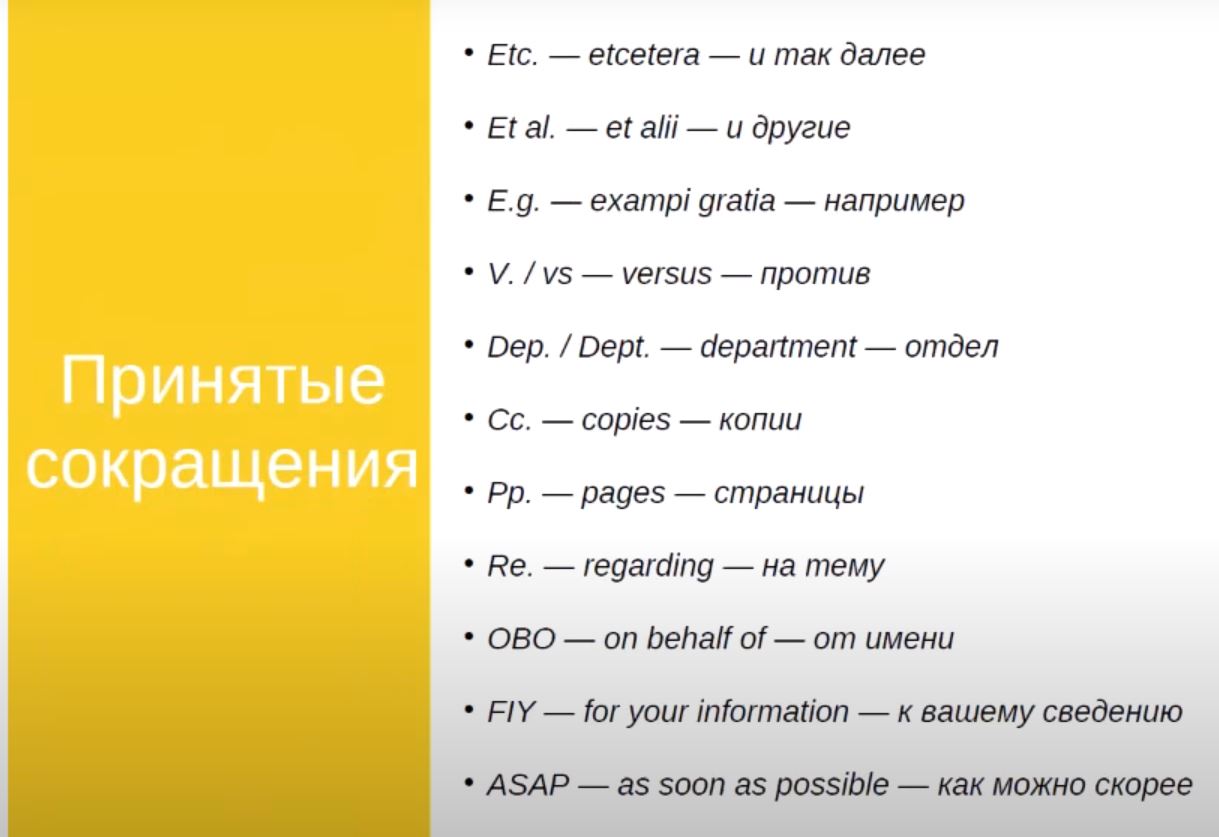 Принятые
сокращения
• Etc. — etcetera — и так далее
• Et al. — et alii — и другие
• E.g. — exampi gratia — например
• V. / vs — versus — против
• Dep. / Dept. — department — отдел
• Cc. — copies — копии
• Pp. — pages — страницы
• Re. — regarding — на тему
• OBO — on behalf of — от имени
• FIY — for your information — к вашему сведению
• ASAP — as soon as possible — как можно скорее